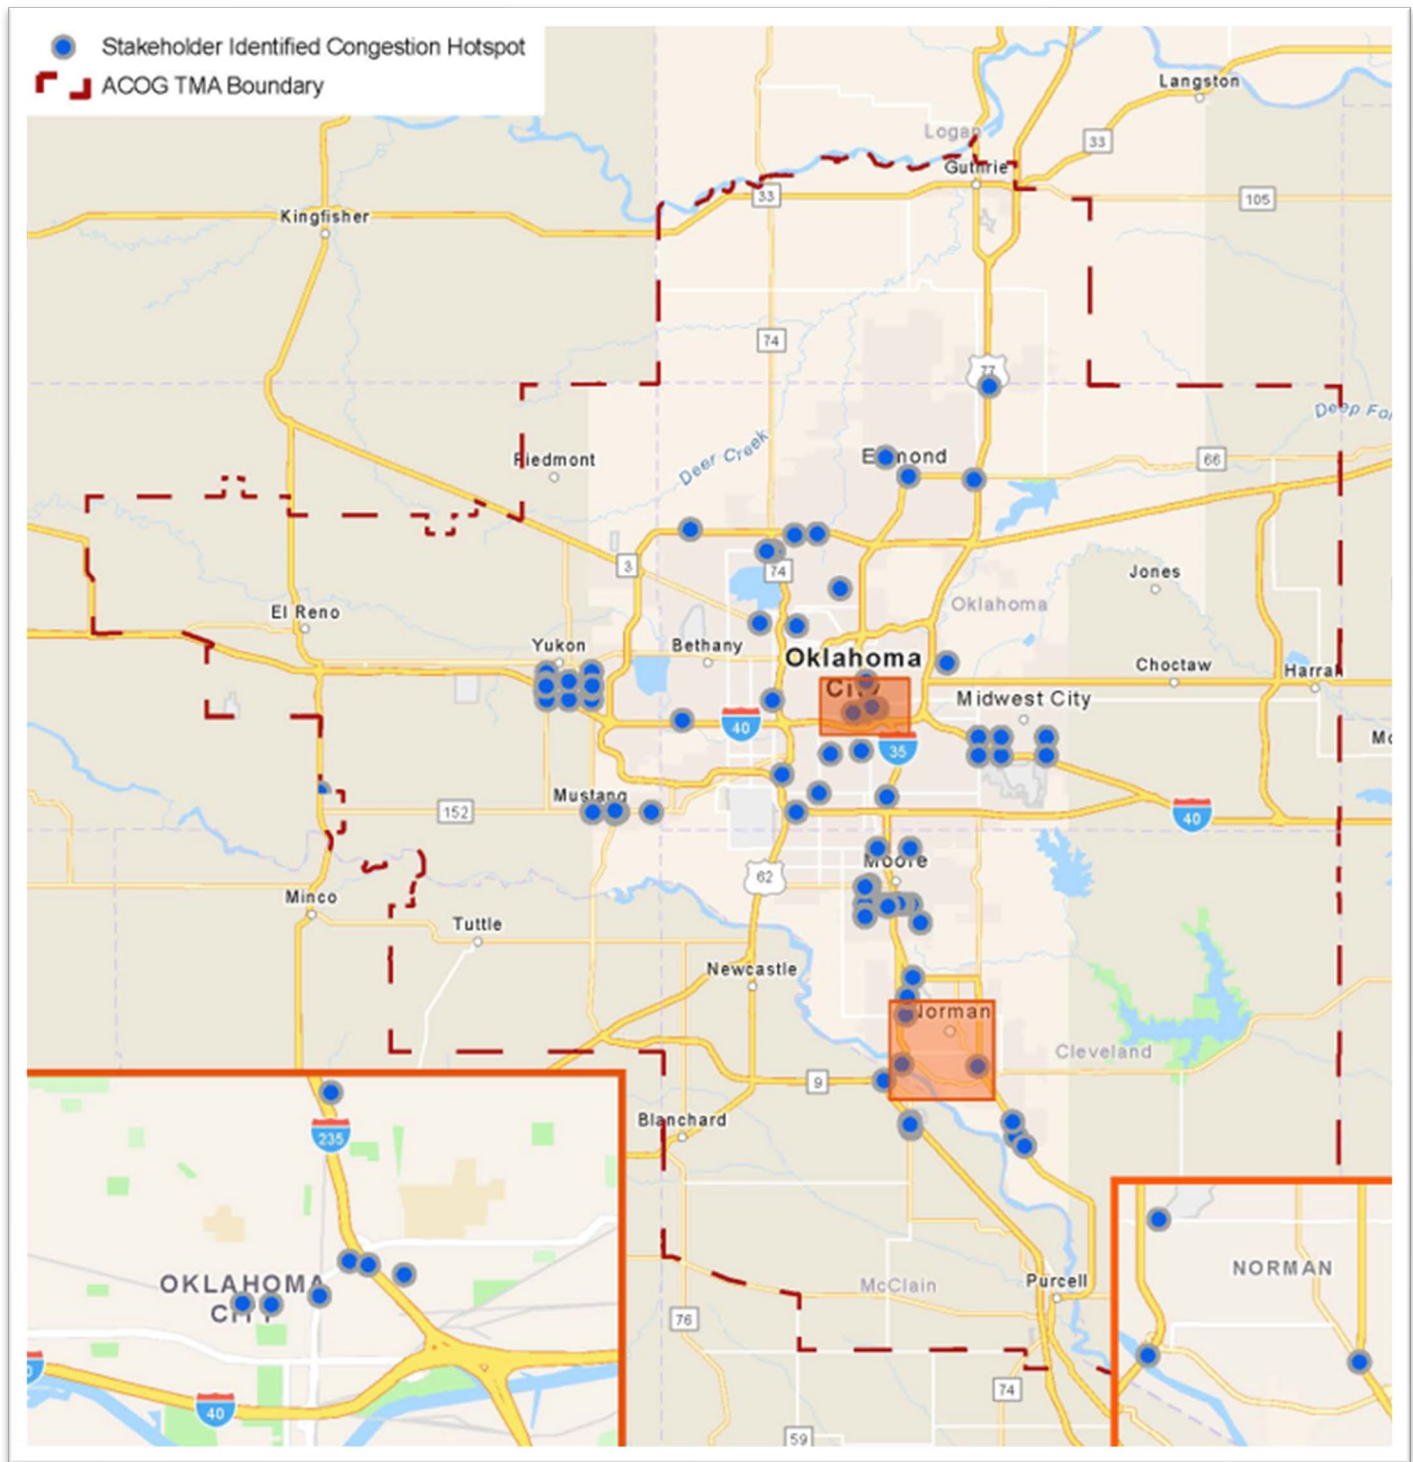 Stakeholder Identified Congestion Hotspot
ACOG TMA Boundary
Langston
Logan
33
Guthrie
33
105
Kingfisher
74
77
Deer Creek
Edmond
66
Piedmont
3
74
Jones
Oklahoma
El Reno
Yukon
Bethany
Oklahoma
City
Choctaw
Harrah
Midwest City
40
35
Mustang
152
40
Moore
62
Minco
Tuttle
Newcastle
Norman
Cleveland
9
Blanchard
235
NORMAN
OKLAHOMA
CITY
McClain
Purcell
76
74
40
59